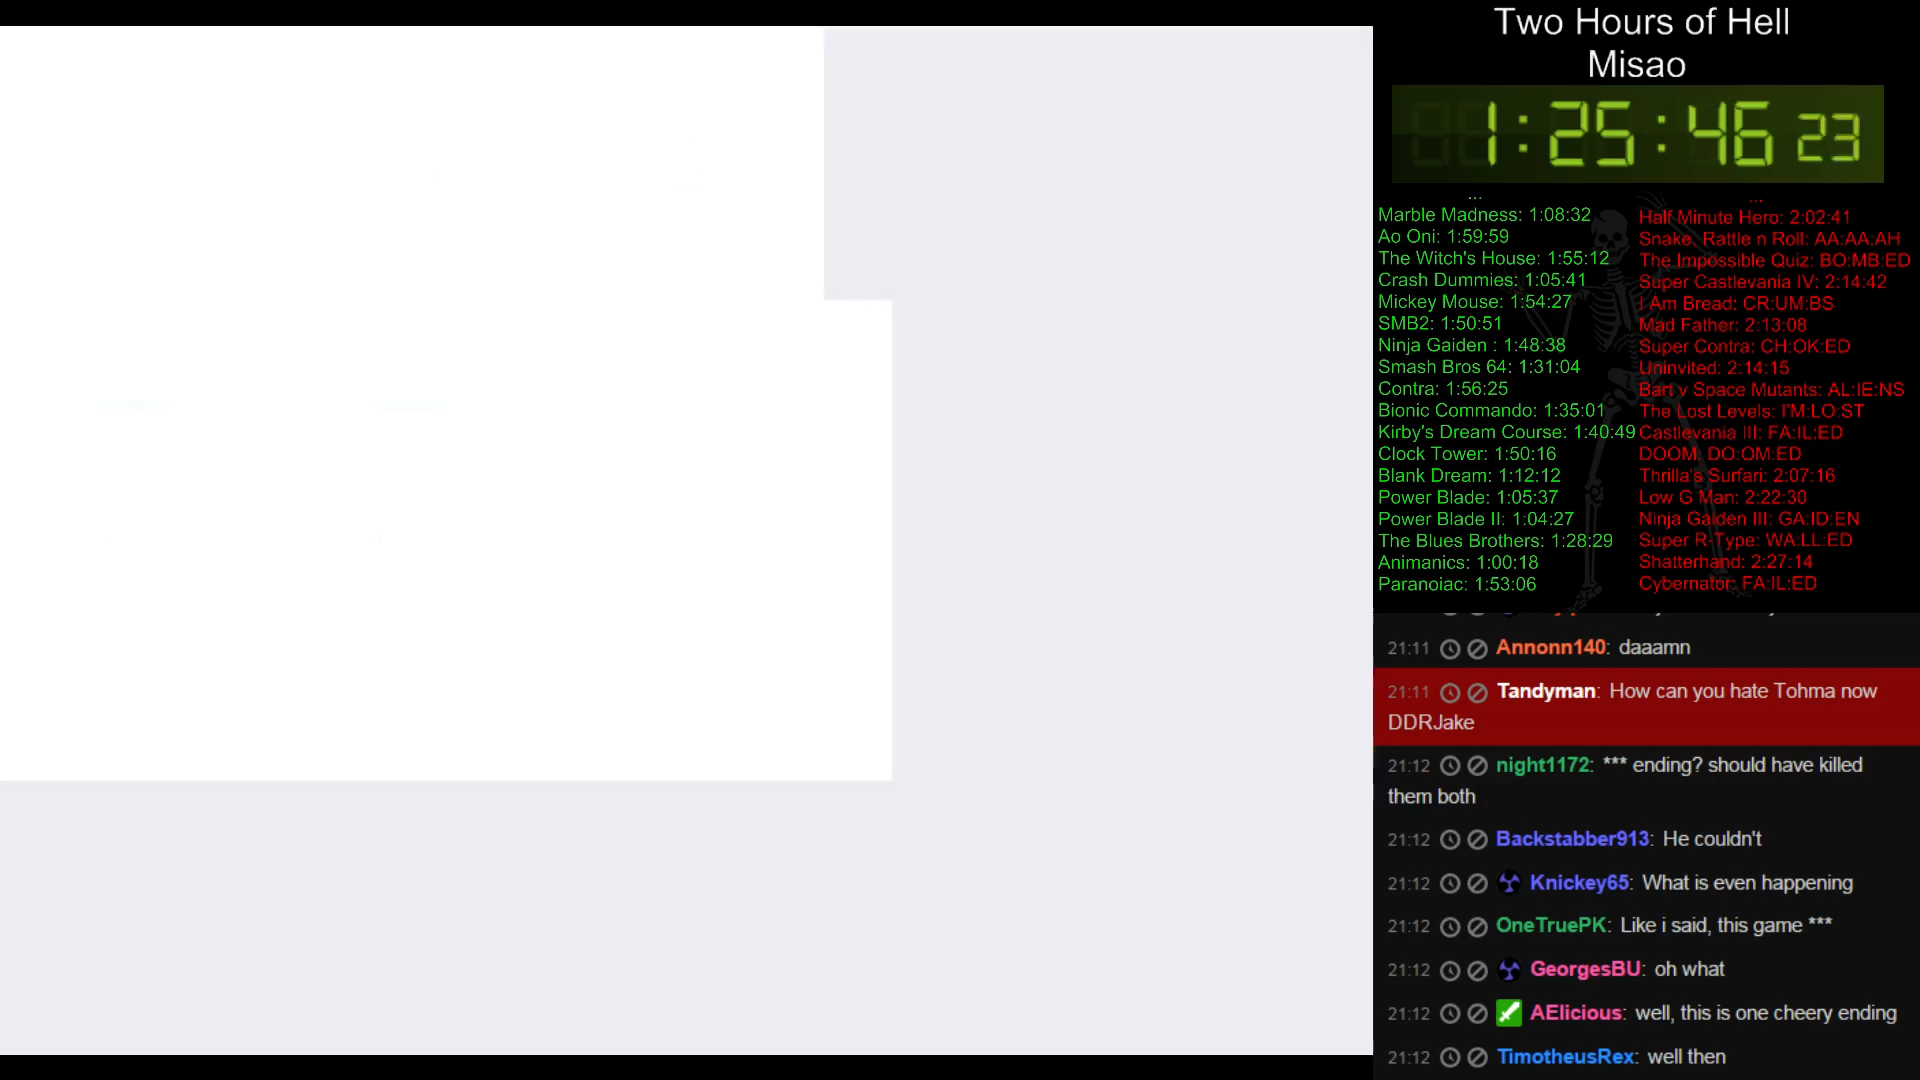 Two Hours of Hell
Misao
1:25:46 23
...
Marble Madness: 1:08:32
Ao Oni: 1:59:59
The Witch's House: 1:55:12
Crash Dummies: 1:05:41
Mickey Mouse: 1:54:27
SMB2: 1:50:51
Ninja Gaiden : 1:48:38
Smash Bros 64: 1:31:04
Contra: 1:56:25
Bionic Commando: 1:35:01
Kirby's Dream Course: 1:40:49
Clock Tower: 1:50:16
Blank Dream: 1:12:12
Power Blade: 1:05:37
Power Blade II: 1:04:27
The Blues Brothers: 1:28:29
Animanics: 1:00:18
Paranoiac: 1:53:06
...
Half Minute Hero: 2:02:41
Snake, Rattle n Roll: AA:AA:AH
The Impossible Quiz: BO:MB:ED
Super Castlevania IV: 2:14:42
I Am Bread: CR:UM:BS
Mad Father: 2:13:08
Super Contra: CH:OK:ED
Uninvited: 2:14:15
Bart v Space Mutants: AL:IE:NS
The Lost Levels: I'M:LO:ST
Castlevania III: FA:IL:ED
DOOM: DO:OM:ED
Thrilla's Surfari: 2:07:16
Low G Man: 2:22:30
Ninja Gaiden III: GA:ID:EN
Super R-Type: WA:LL:ED
Shatterhand: 2:27:14
Cybernator: FA:IL:ED
21:11 Annonn140: daaamn
21:11 Tandyman: How can you hate Tohma now
DDRJake
21:12 night1172: *** ending? should have killed
them both
21:12 Backstabber913: He couldn't
21:12 Knickey65: What is even happening
21:12 OneTruePK: Like i said, this game ***
21:12 GeorgesBU: oh what
21:12 AElicious: well, this is one cheery ending
21:12 TimotheusRex: well then